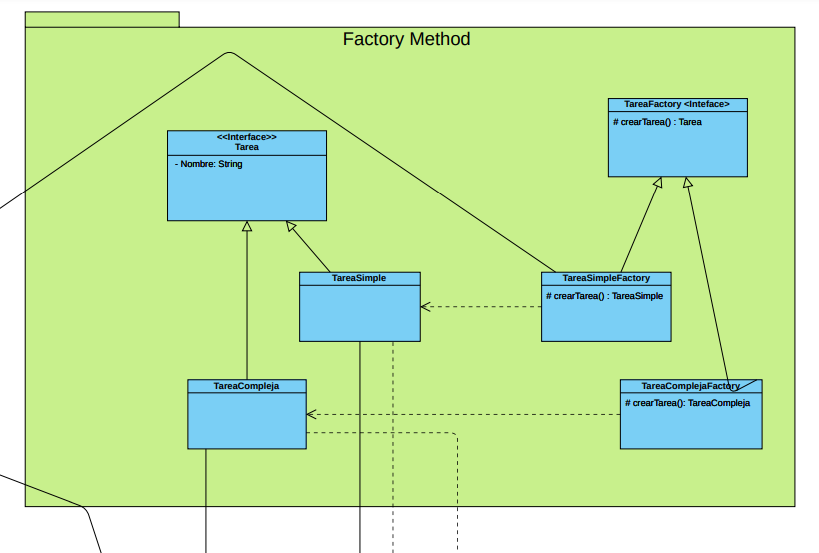 Factory Method
<<Interface>>
Tarea
- Nombre: String
TareaFactory <Inteface>
# crearTarea() : Tarea
TareaSimple
TareaSimpleFactory
# crearTarea() : TareaSimple
TareaCompleja
TareaComplejaFactory
# crearTarea(): TareaCompleja